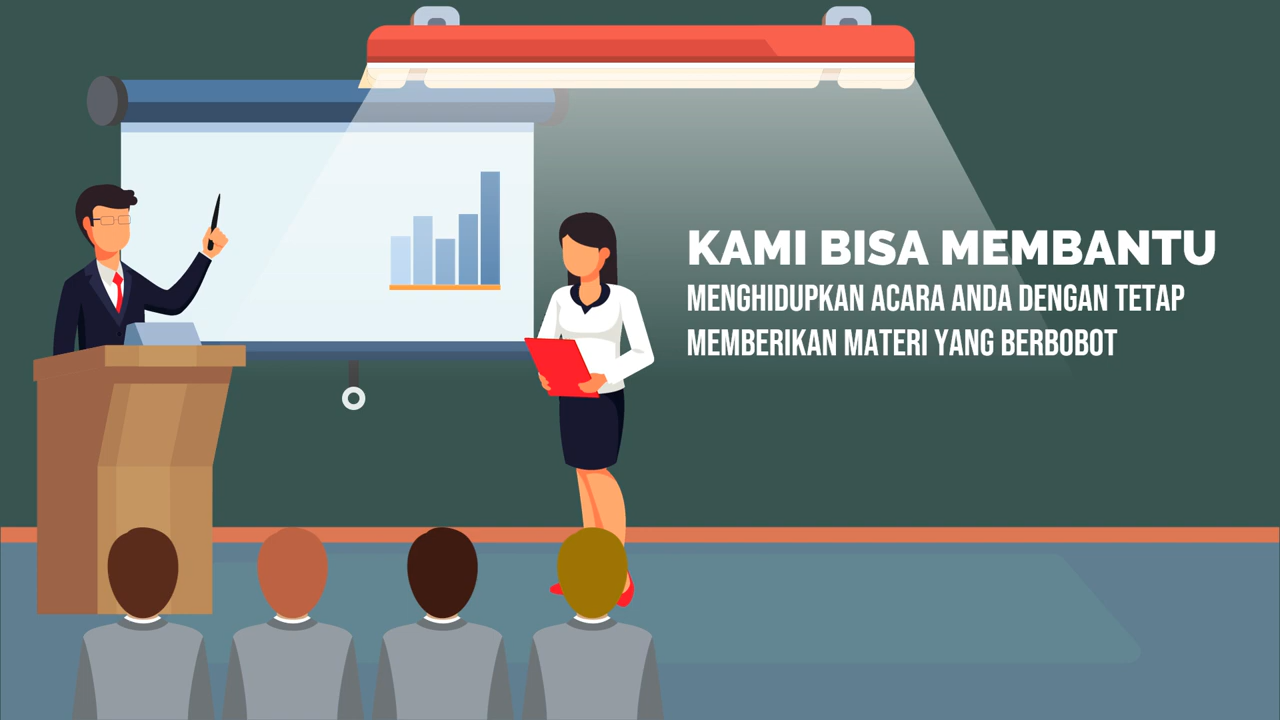 KAMI BISA MEMBANTU
MENGHIDUPKAN ACARA ANDA DENGAN TETAP
MEMBERIKAN MATERI YANG BERBOBOT